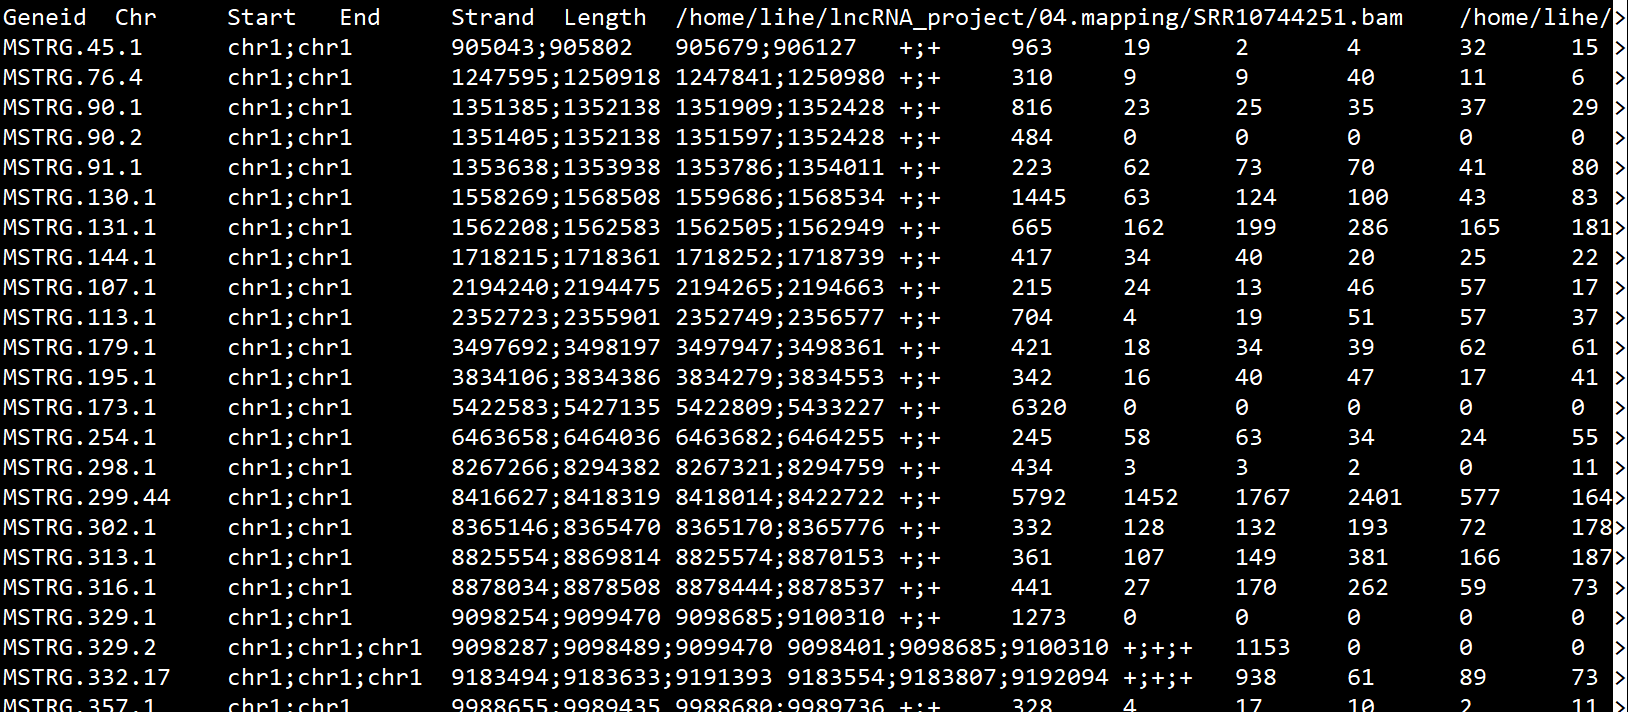 Geneid Chr Start End Strand Length /home/lihe/lncRNA_project/04.mapping/SRR10744251.bam /home/lihe/>
MSTRG.45.1 chr1;chr1 905043;905802 905679;906127 +;+ 963 19 2 4 32 15 >
MSTRG.76.4 chr1;chr1 1247595;1250918 1247841;1250980 +;+ 310 9 9 40 11 6 >
MSTRG.90.1 chr1;chr1 1351385;1352138 1351909;1352428 +;+ 816 23 25 35 37 29 >
MSTRG.90.2 chr1;chr1 1351405;1352138 1351597;1352428 +;+ 484 0 0 0 0 0 >
MSTRG.91.1 chr1;chr1 1353638;1353938 1353786;1354011 +;+ 223 62 73 70 41 80 >
MSTRG.130.1 chr1;chr1 1558269;1568508 1559686;1568534 +;+ 1445 63 124 100 43 83 >
MSTRG.131.1 chr1;chr1 1562208;1562583 1562505;1562949 +;+ 665 162 199 286 165 181>
MSTRG.144.1 chr1;chr1 1718215;1718361 1718252;1718739 +;+ 417 34 40 20 25 22 >
MSTRG.107.1 chr1;chr1 2194240;2194475 2194265;2194663 +;+ 215 24 13 46 57 17 >
MSTRG.113.1 chr1;chr1 2352723;2355901 2352749;2356577 +;+ 704 4 19 51 57 37 >
MSTRG.179.1 chr1;chr1 3497692;3498197 3497947;3498361 +;+ 421 18 34 39 62 61 >
MSTRG.195.1 chr1;chr1 3834106;3834386 3834279;3834553 +;+ 342 16 40 47 17 41 >
MSTRG.173.1 chr1;chr1 5422583;5427135 5422809;5433227 +;+ 6320 0 0 0 0 0 >
MSTRG.254.1 chr1;chr1 6463658;6464036 6463682;6464255 +;+ 245 58 63 34 24 55 >
MSTRG.298.1 chr1;chr1 8267266;8294382 8267321;8294759 +;+ 434 3 3 2 0 11 >
MSTRG.299.44 chr1;chr1 8416627;8418319 8418014;8422722 +;+ 5792 1452 1767 2401 577 164>
MSTRG.302.1 chr1;chr1 8365146;8365470 8365170;8365776 +;+ 332 128 132 193 72 178>
MSTRG.313.1 chr1;chr1 8825554;8869814 8825574;8870153 +;+ 361 107 149 381 166 187>
MSTRG.316.1 chr1;chr1 8878034;8878508 8878444;8878537 +;+ 441 27 170 262 59 73 >
MSTRG.329.1 chr1;chr1 9098254;9099470 9098685;9100310 +;+ 1273 0 0 0 0 0 >
MSTRG.329.2 chr1;chr1;chr1 9098287;9098489;9099470 9098401;9098685;9100310 +;+;+ 1153 0 0 0 >
MSTRG.332.17 chr1;chr1;chr1 9183494;9183633;9191393 9183554;9183807;9192094 +;+;+ 938 61 89 73 >
MSTRG.357.1 chr1;chr1 9988655;9989435 9988680;9989736 +;+ 328 4 17 10 2 11 >